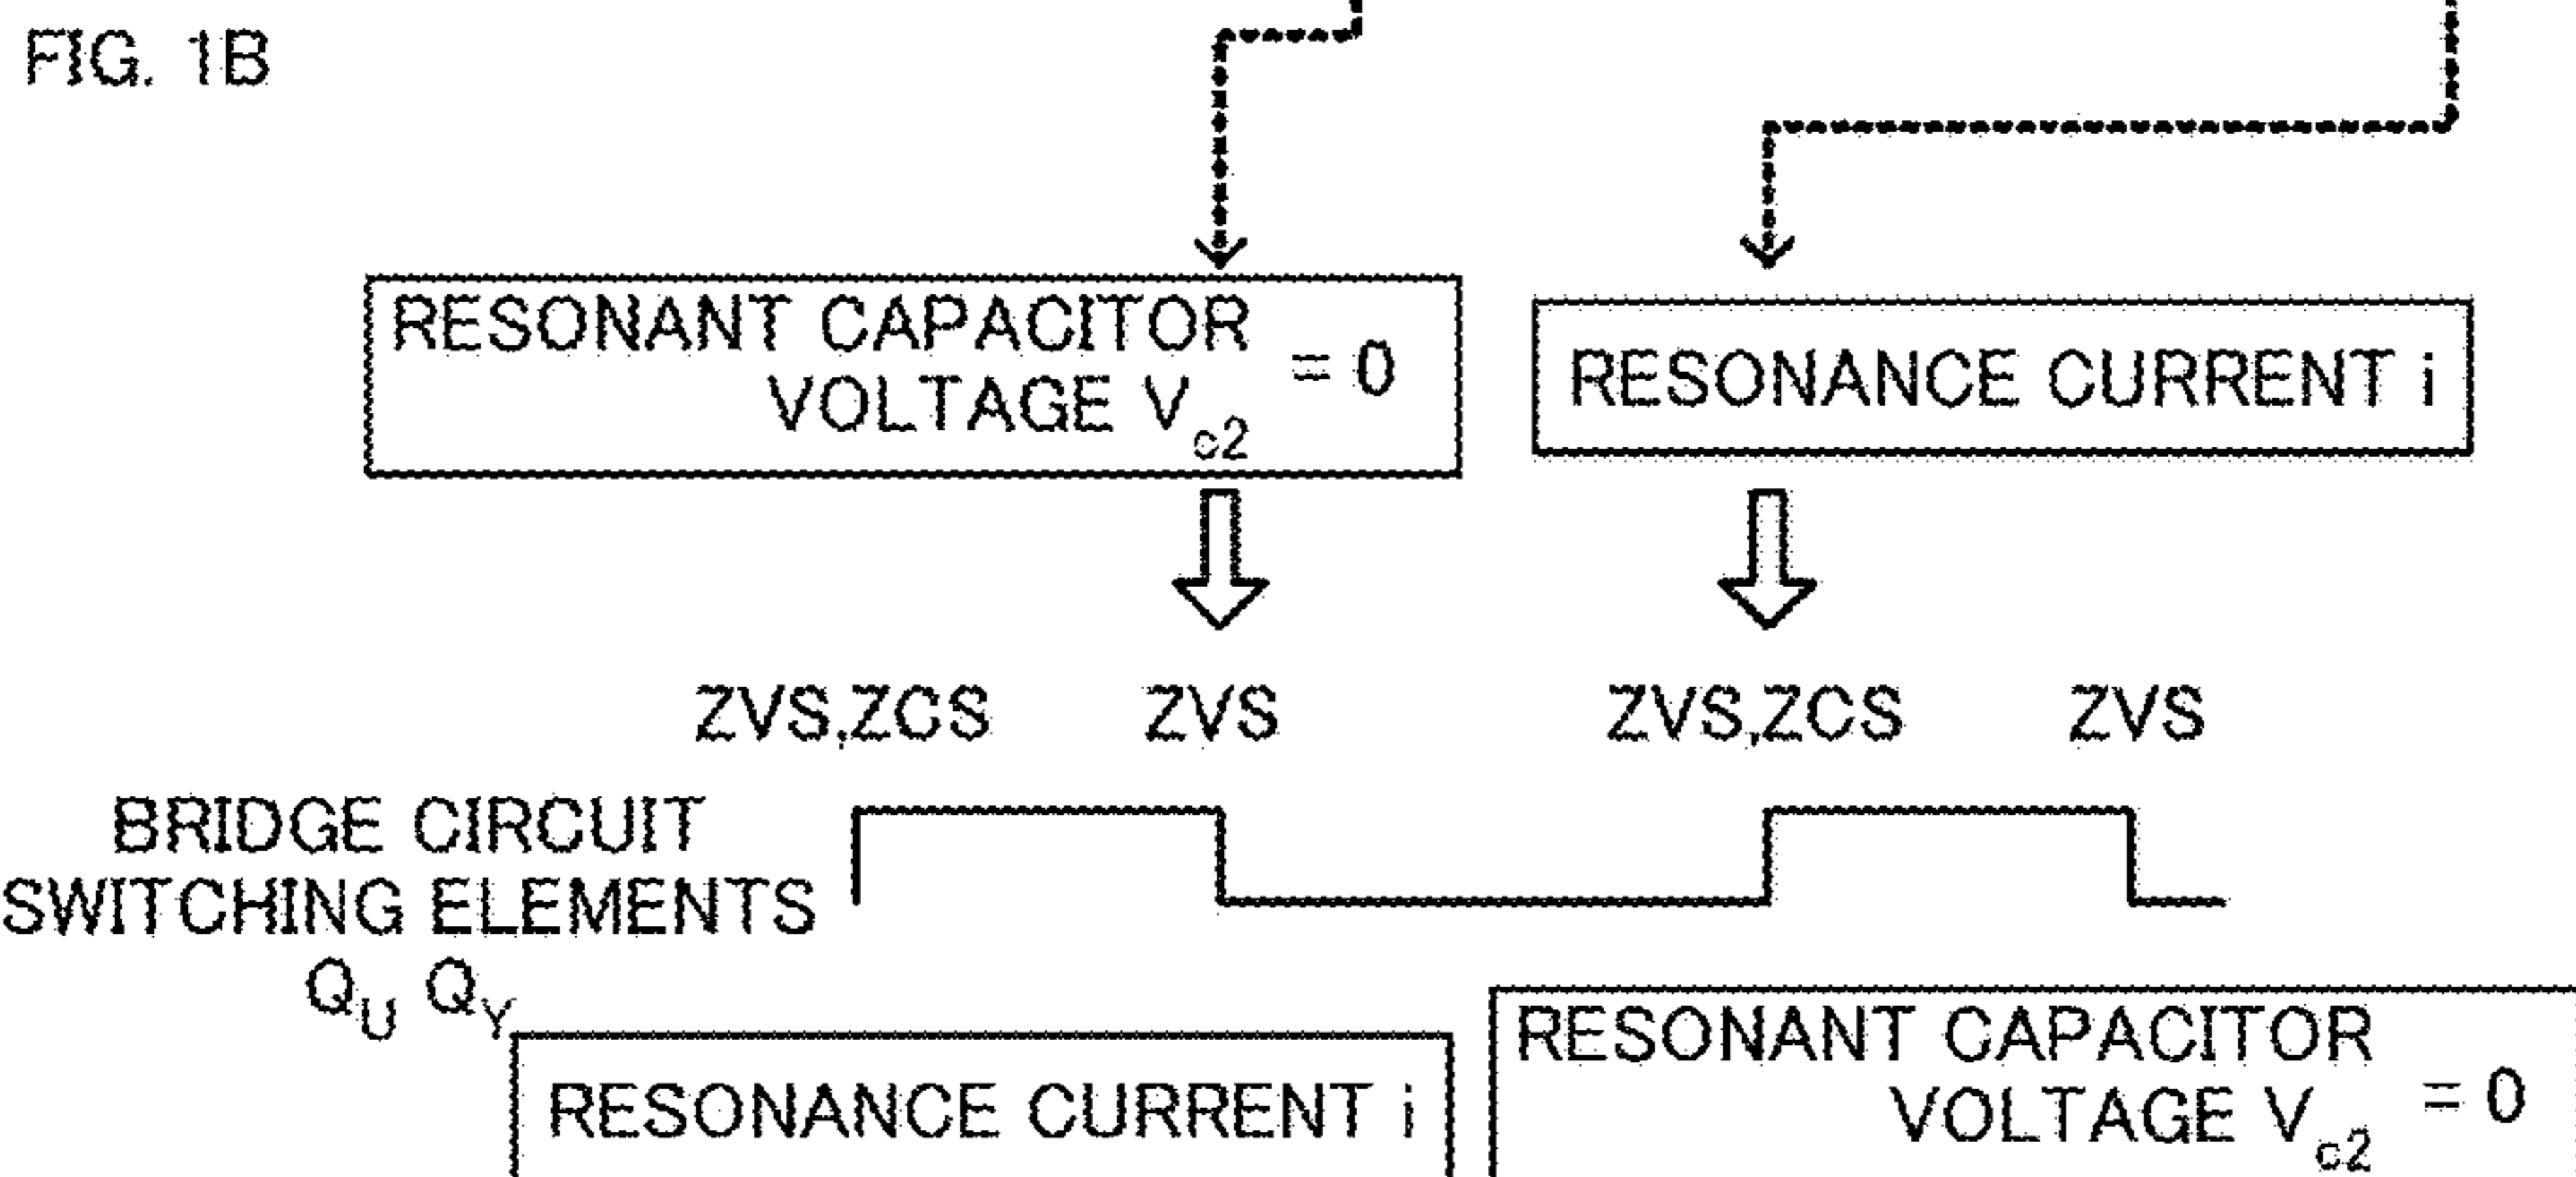 FIG. 1B
RESONANT CAPACITOR
VOLTAGE Vc2 = 0
RESONANCE CURRENT i
ZVS,ZCS ZVS ZVS,ZCS ZVS
BRIDGE CIRCUIT
SWITCHING ELEMENTS
QU QY
RESONANCE CURRENT i
RESONANT CAPACITOR
VOLTAGE Vc2 = 0